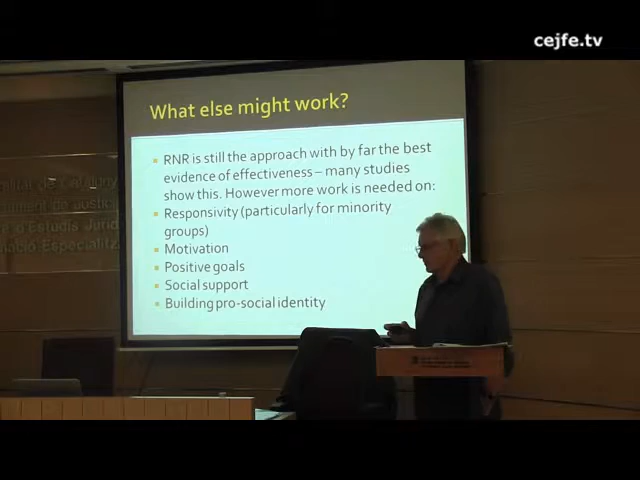 cejfe.tv
What else might work?
RNR is still the approach with by far the best
evidence of effectiveness – many studies
show this. However more work is needed on:
Responsivity (particularly for minority
groups)
Motivation
Positive goals
Social support
Building pro-social identity
de Catalunya